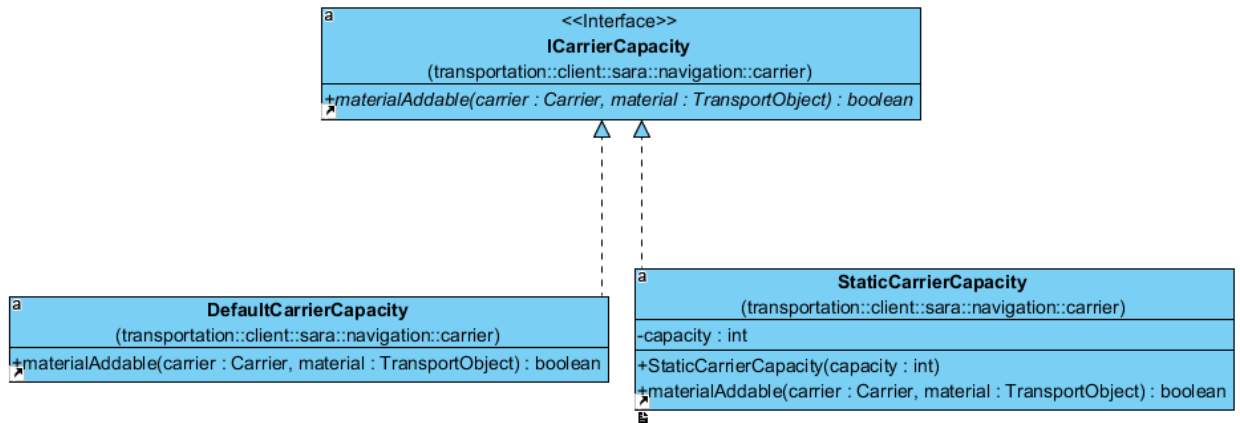 a
<<Interface>>
ICarrierCapacity
(transportation::client::sara::navigation::carrier)
+materialAddable(carrier : Carrier, material : TransportObject) : boolean
a
DefaultCarrierCapacity
(transportation::client::sara::navigation::carrier)
+materialAddable(carrier : Carrier, material : TransportObject) : boolean
a
StaticCarrierCapacity
(transportation::client::sara::navigation::carrier)
-capacity : int
+StaticCarrierCapacity(capacity : int)
+materialAddable(carrier : Carrier, material : TransportObject) : boolean